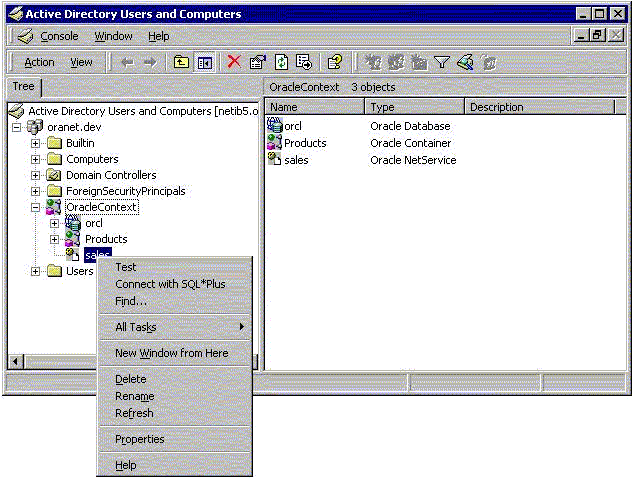 Active Directory Users and Computers
Console Window Help
Action View
Tree
OracleContext 3 objects
Active Directory Users and Computers [netib5.o
oranet.dev
Builtin
Computers
Domain Controllers
ForeignSecurityPrincipals
OracleContext
orcl
Products
sales
Users
Name Type Description
orcl Oracle Database
Products Oracle Container
sales Oracle NetService
Test
Connect with SQL*Plus
Find...
All Tasks
New Window from Here
Delete
Rename
Refresh
Properties
Help